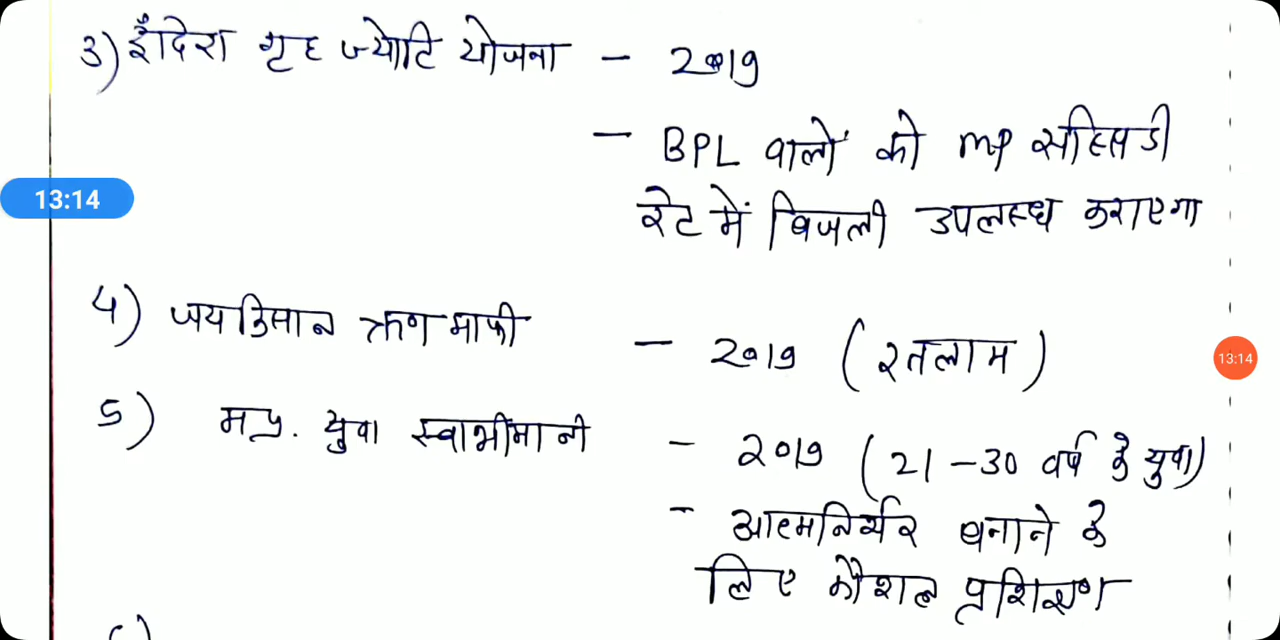 3) इँदिरा गृह ज्योति योजना - 2019
- BPL वालों को MP सब्सिडी
13:14
रेट में बिजली उपलब्ध कराएगा
4) जयकिसान ऋण माफी - 2019 (रतलाम)
13:14
5) म.प्र. युवा स्वाभीमानी - 2019 (21-30 वर्ष के युवा)
- आत्मनिर्भर बनाने के
लिए कौशल प्रशिक्षण